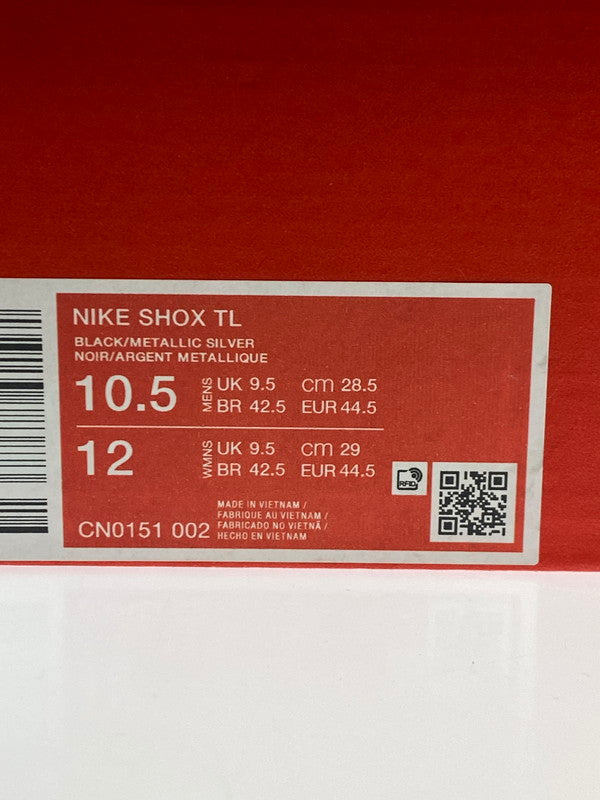 NIKE SHOX TL
BLACK/METALLIC SILVER
NOIR/ARGENT METALLIQUE
10.5 MENS UK 9.5 cm 28.5
BR 42.5 EUR 44.5
12 WMNS UK 9.5 cm 29
BR 42.5 EUR 44.5
RFID
CN0151 002
MADE IN VIETNAM /
FABRIQUE AU VIETNAM /
FABRICADO NO VIETNÃ /
HECHO EN VIETNAM